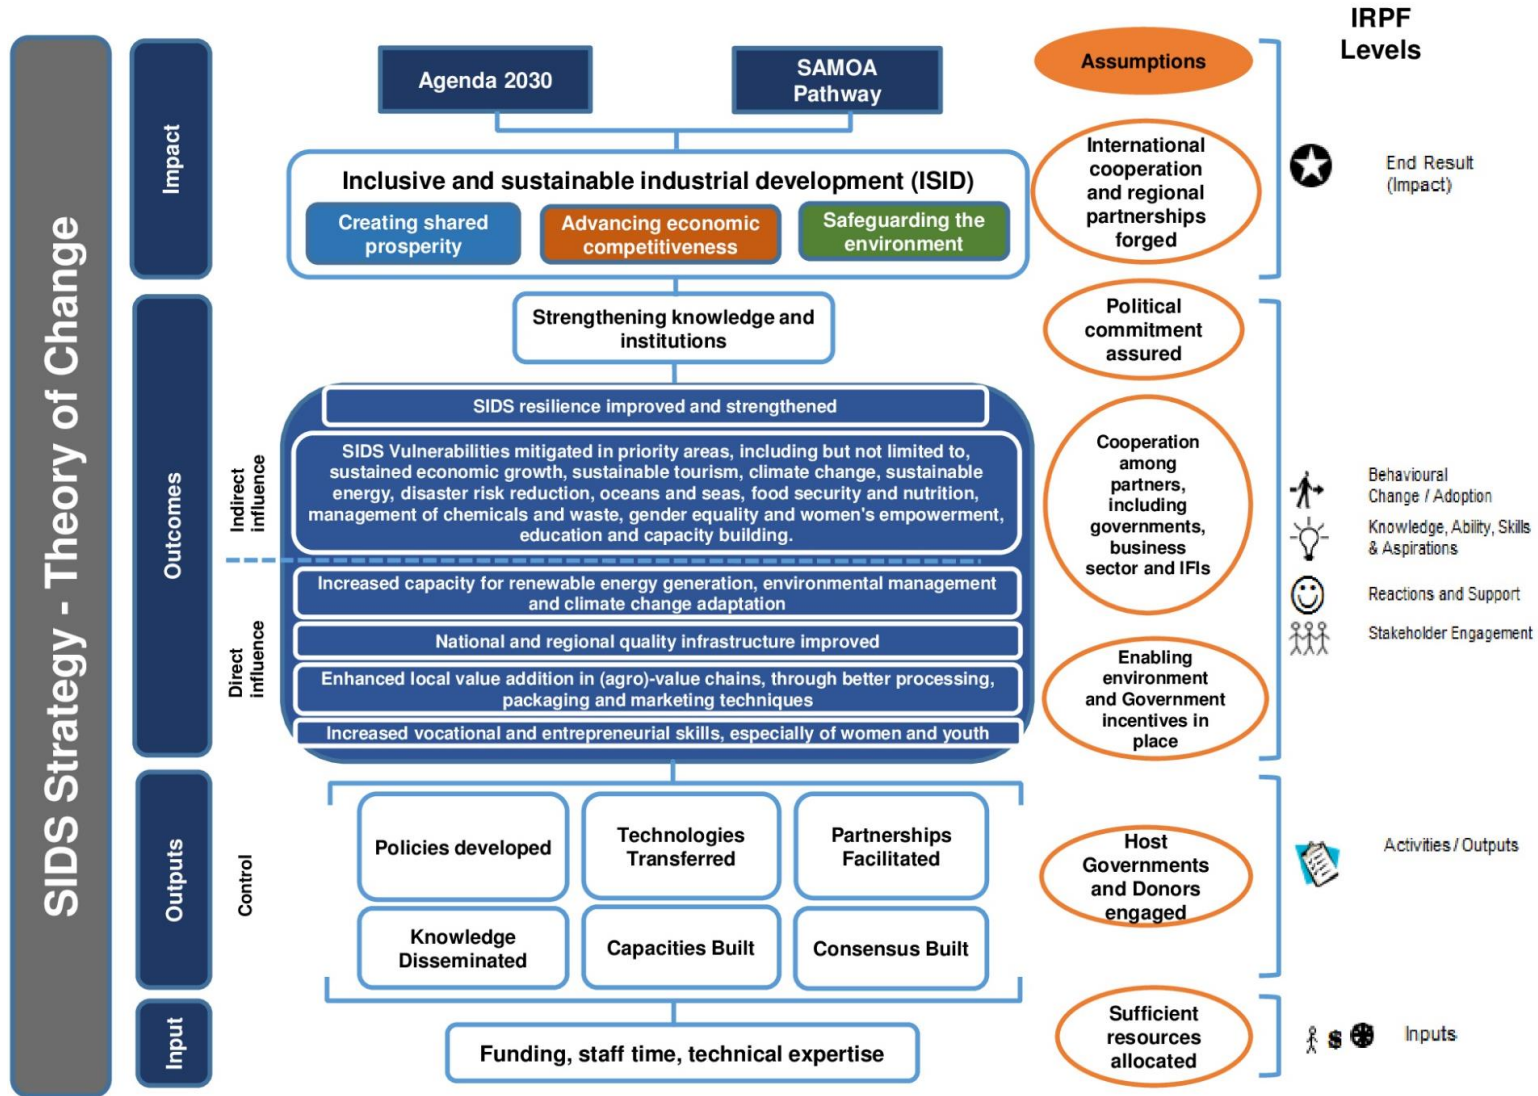 SIDS Strategy - Theory of Change
Impact
Agenda 2030
SAMOA
Pathway
Inclusive and sustainable industrial development (ISID)
Creating shared
prosperity
Advancing economic
competitiveness
Safeguarding the
environment
Assumptions
International
cooperation
and regional
partnerships
forged
IRPF
Levels
End Result
(Impact)
Outcomes
Strengthening knowledge and
institutions
Indirect
influence
SIDS resilience improved and strengthened
SIDS Vulnerabilities mitigated in priority areas, including but not limited to,
sustained economic growth, sustainable tourism, climate change, sustainable
energy, disaster risk reduction, oceans and seas, food security and nutrition,
management of chemicals and waste, gender equality and women's empowerment,
education and capacity building.
Direct
influence
Increased capacity for renewable energy generation, environmental management
and climate change adaptation
National and regional quality infrastructure improved
Enhanced local value addition in (agro)-value chains, through better processing,
packaging and marketing techniques
Increased vocational and entrepreneurial skills, especially of women and youth
Political
commitment
assured
Cooperation
among
partners,
including
governments,
business
sector and IFIs
Enabling
environment
and Government
incentives in
place
Behavioural
Change / Adoption
Knowledge, Ability, Skills
& Aspirations
Reactions and Support
Stakeholder Engagement
Outputs
Control
Policies developed
Technologies
Transferred
Partnerships
Facilitated
Knowledge
Disseminated
Capacities Built
Consensus Built
Host
Governments
and Donors
engaged
Activities / Outputs
Input
Funding, staff time, technical expertise
Sufficient
resources
allocated
$
Inputs